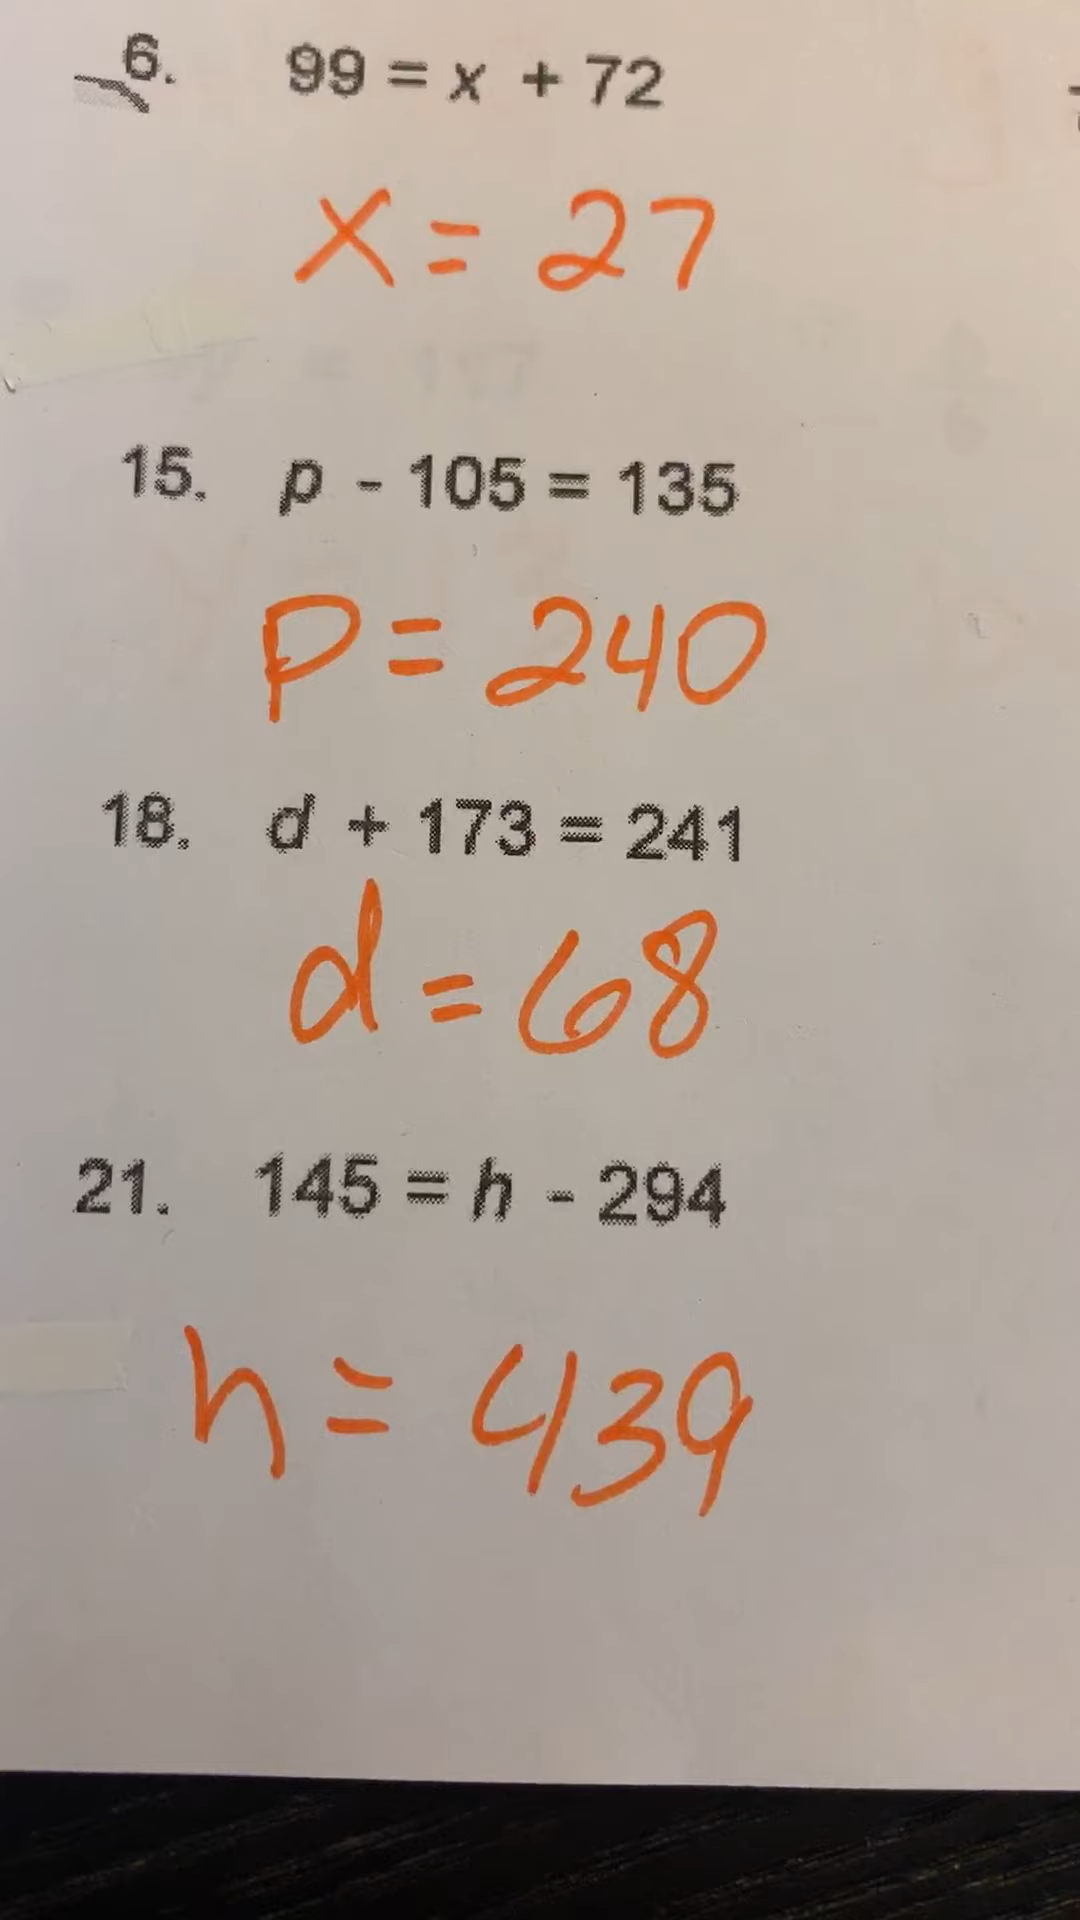 6. 99 = x + 72
x = 27
15. p - 105 = 135
P = 240
18. d + 173 = 241
d = 68
21. 145 = h - 294
h = 439